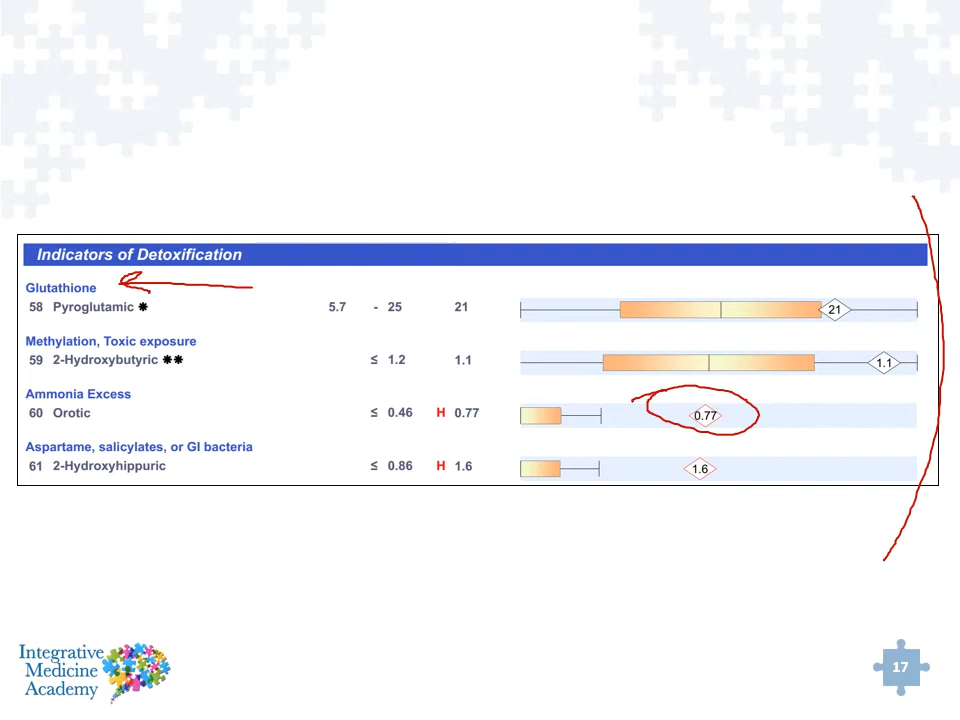 Indicators of Detoxification
Glutathione
58 Pyroglutamic ✱ 5.7 - 25 21 21
Methylation, Toxic exposure
59 2-Hydroxybutyric ✱✱ ≤ 1.2 1.1 1.1
Ammonia Excess
60 Orotic ≤ 0.46 H 0.77 0.77
Aspartame, salicylates, or GI bacteria
61 2-Hydroxyhippuric ≤ 0.86 H 1.6 1.6
Integrative
Medicine
Academy
17